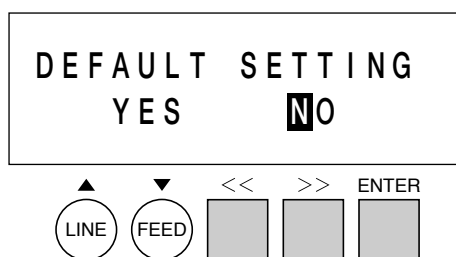 DEFAULT SETTING
YES NO
▲ ▼ << >> ENTER
LINE FEED